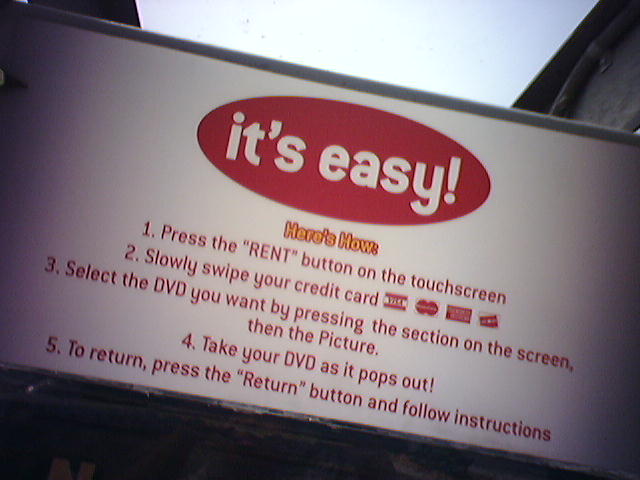 it's easy!
Here's How:
1. Press the "RENT" button on the touchscreen
2. Slowly swipe your credit card VISA
3. Select the DVD you want by pressing the section on the screen,
then the Picture.
4. Take your DVD as it pops out!
5. To return, press the "Return" button and follow instructions